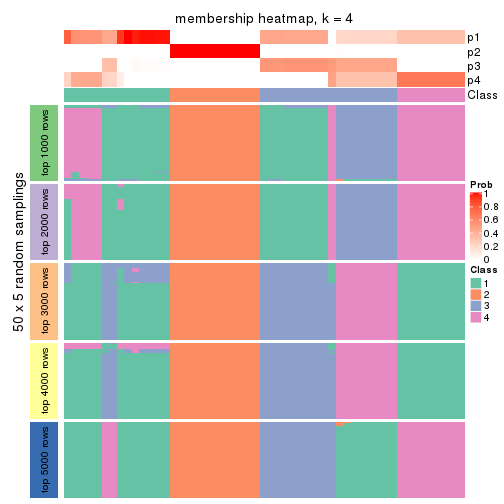 membership heatmap, k = 4
p1
p2
p3
p4
Class
50 x 5 random samplings
top 1000 rows
top 2000 rows
top 3000 rows
top 4000 rows
top 5000 rows
Prob
1
0.8
0.6
0.4
0.2
0
Class
1
2
3
4